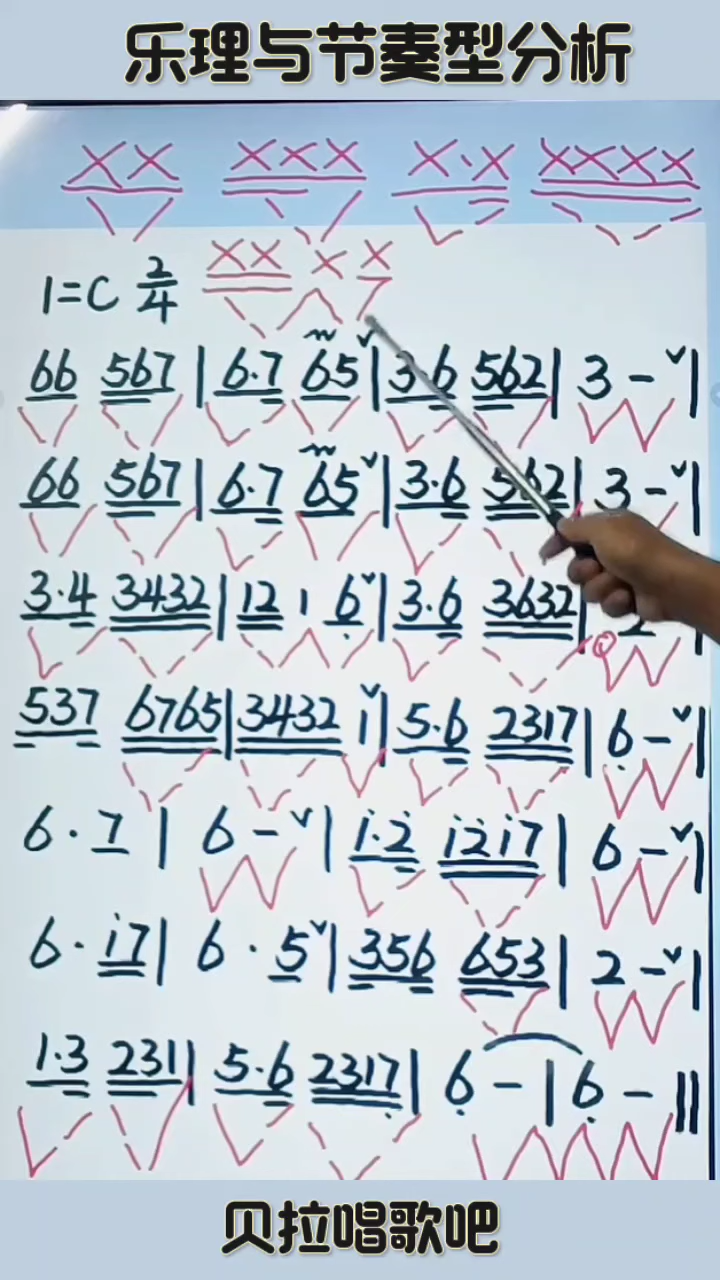 乐理与节奏型分析
XX XXX X·X XXXX
XX X X
1=C 2/4
66 567 | 6·7 65 | 3·6 562 | 3 - |
66 567 | 6·7 65 | 3·6 562 | 3 - |
3·4 3432 | 12 1 6 | 3·6 3632 | 2 |
537 6765 | 3432 1 | 5·6 2317 | 6 - |
6·7 | 6 - | 1·2 1217 | 6 - |
6·17 | 6·5 | 356 653 | 2 - |
1·3 231 | 5·6 2317 | 6 - | 6 - ||
贝拉唱歌吧